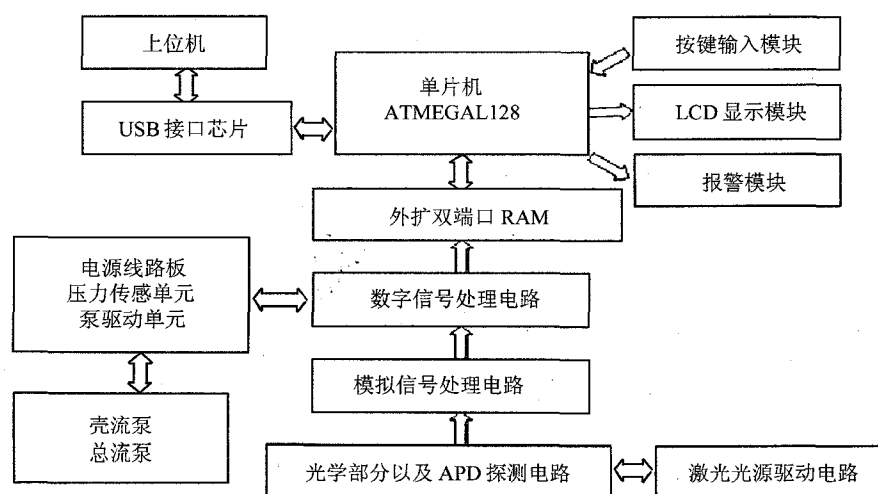 上位机
USB 接口芯片
单片机
ATMEGAL128
按键输入模块
LCD 显示模块
报警模块
外扩双端口 RAM
电源线路板
压力传感单元
泵驱动单元
数字信号处理电路
模拟信号处理电路
壳流泵
总流泵
光学部分以及 APD 探测电路
激光光源驱动电路